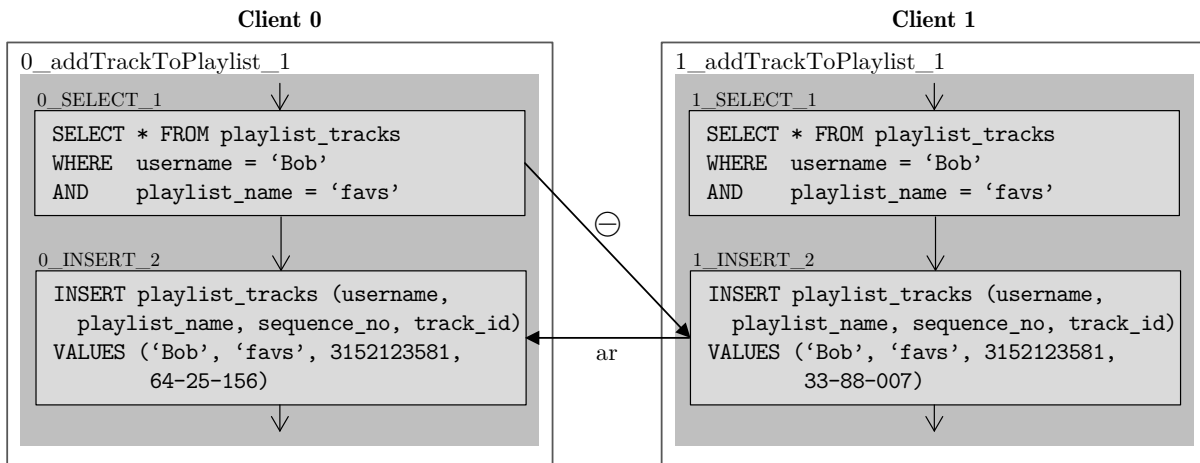 Client 0
0_addTrackToPlaylist_1
0_SELECT_1
SELECT * FROM playlist_tracks
WHERE username = ‘Bob’
AND playlist_name = ‘favs’
0_INSERT_2
INSERT playlist_tracks (username,
playlist_name, sequence_no, track_id)
VALUES (‘Bob’, ‘favs’, 3152123581,
64-25-156)
⊖
ar
Client 1
1_addTrackToPlaylist_1
1_SELECT_1
SELECT * FROM playlist_tracks
WHERE username = ‘Bob’
AND playlist_name = ‘favs’
1_INSERT_2
INSERT playlist_tracks (username,
playlist_name, sequence_no, track_id)
VALUES (‘Bob’, ‘favs’, 3152123581,
33-88-007)